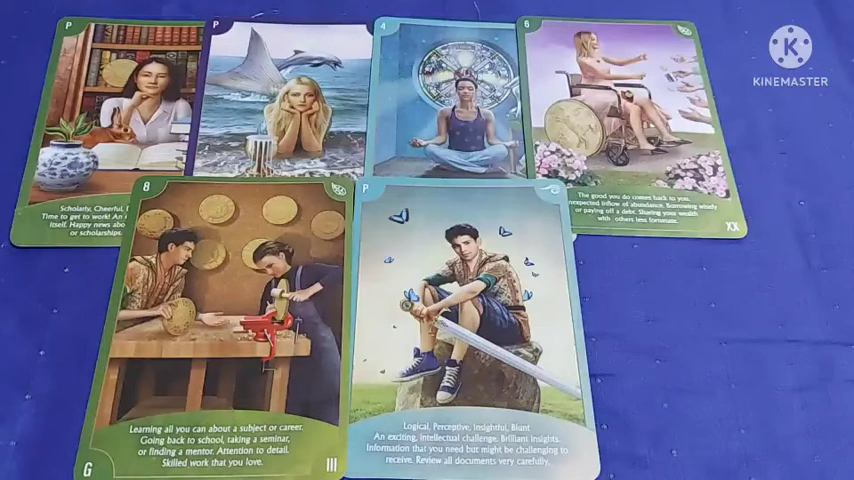 P
P
4
6
K
KINEMASTER
Scholarly, Cheerful,
Time to get to work! An
itself. Happy news abou
or scholarships.
The good you do comes back to you.
nexpected inflow of abundance. Borrowing wisely
or paying off a debt. Sharing your wealth
with others less fortunate.
XX
8
P
Learning all you can about a subject or career.
Going back to school, taking a seminar,
or finding a mentor. Attention to detail.
Skilled work that you love.
G
III
Logical, Perceptive, Insightful, Blunt
An exciting, intellectual challenge. Brilliant insights.
Information that you need but might be challenging to
receive. Review all documents very carefully.